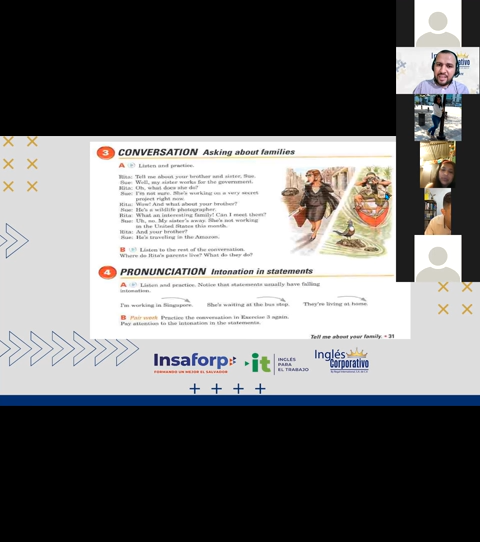 3 CONVERSATION Asking about families
A Listen and practice.
Rita: Tell me about your brother and sister, Sue.
Sue: Well, my sister works for the government.
Rita: Oh, what does she do?
Sue: I'm not sure. She's working on a very secret
project right now.
Rita: Wow! And what about your brother?
Sue: He's a wildlife photographer.
Rita: What an interesting family! Can I meet them?
Sue: Uh, no. My sister's away. She's not working
in the United States this month.
Rita: And your brother?
Sue: He's traveling in the Amazon.
B Listen to the rest of the conversation.
Where do Rita's parents live? What do they do?
4 PRONUNCIATION Intonation in statements
A Listen and practice. Notice that statements usually have falling
intonation.
I'm working in Singapore. She's waiting at the bus stop. They're living at home.
B Pair work Practice the conversation in Exercise 3 again.
Pay attention to the intonation in the statements.
Tell me about your family. • 31
Insaforp
FORMANDO UN MEJOR EL SALVADOR
it
INGLÉS
PARA
EL TRABAJO
Inglés
Corporativo